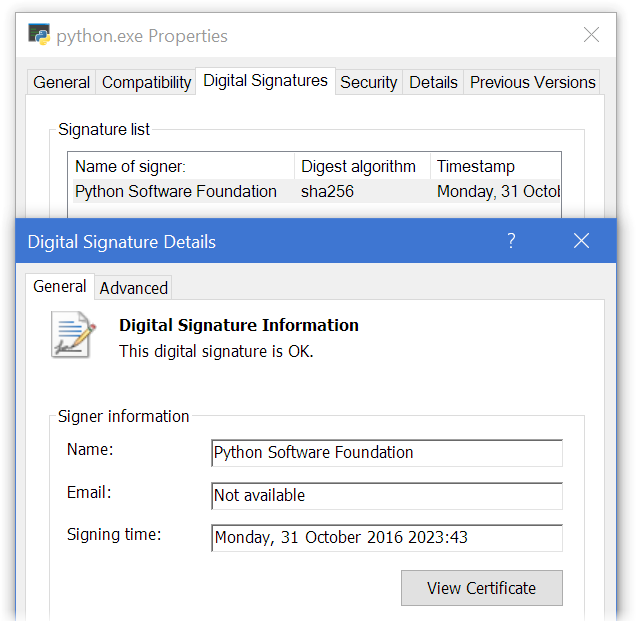 python.exe Properties
General Compatibility Digital Signatures Security Details Previous Versions
Signature list
Name of signer: Digest algorithm Timestamp
Python Software Foundation sha256 Monday, 31 Octol
Digital Signature Details ?
General Advanced
Digital Signature Information
This digital signature is OK.
Signer information
Name: Python Software Foundation
Email: Not available
Signing time: Monday, 31 October 2016 2023:43
View Certificate